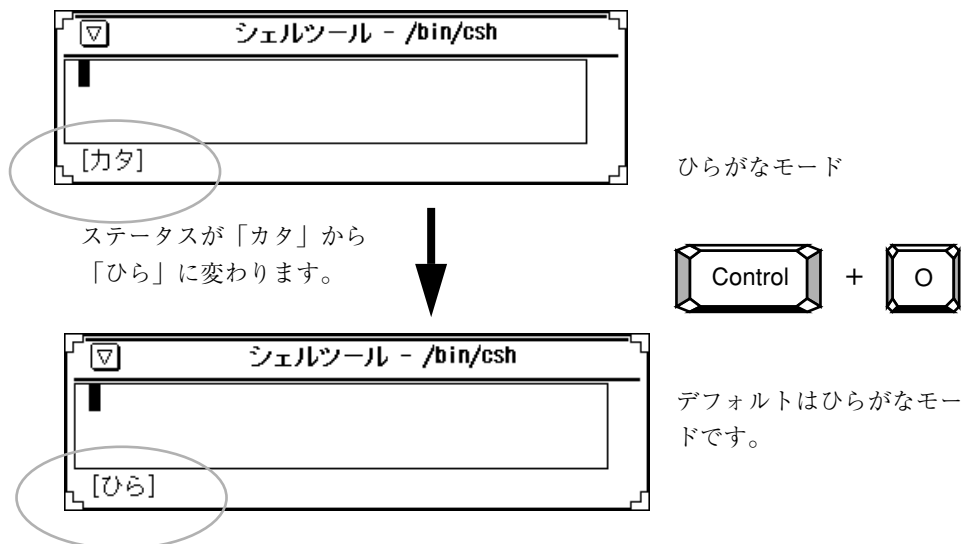 シェルツール - /bin/csh
[カタ]
ひらがなモード
ステータスが「カタ」から
「ひら」に変わります。
Control + O
シェルツール - /bin/csh
デフォルトはひらがなモー
ドです。
[ひら]